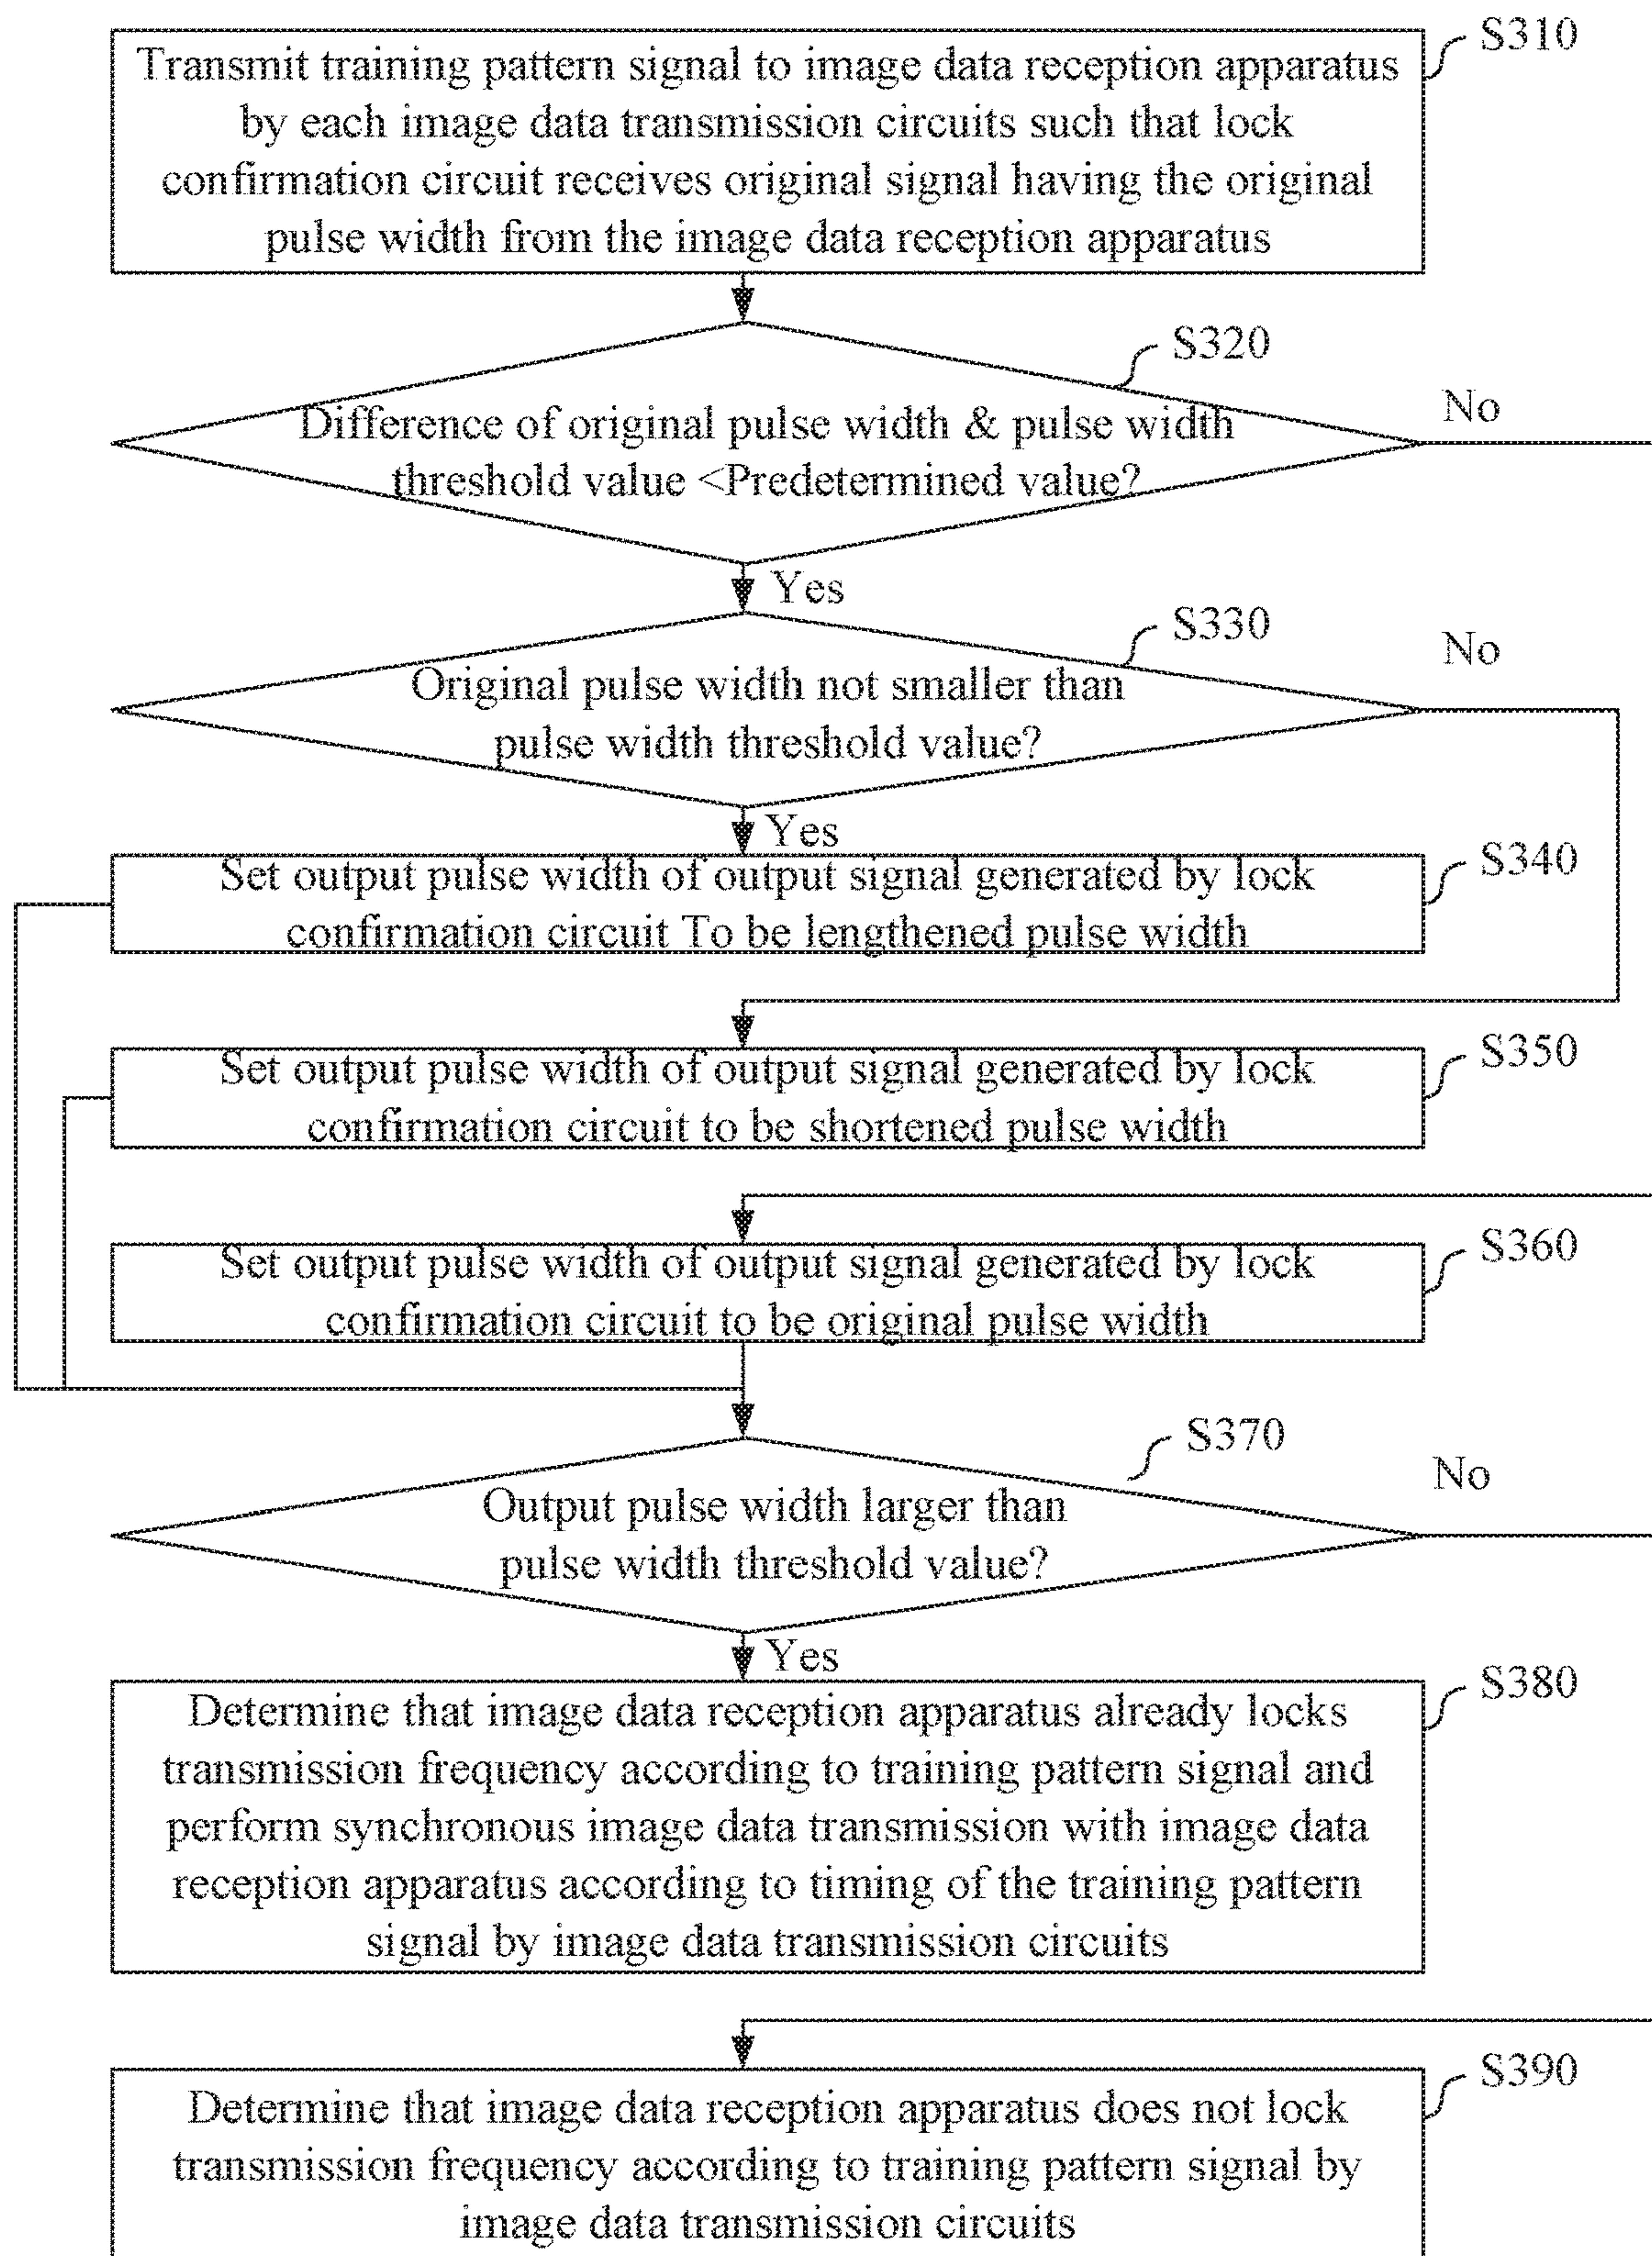 S310
Transmit training pattern signal to image data reception apparatus
by each image data transmission circuits such that lock
confirmation circuit receives original signal having the original
pulse width from the image data reception apparatus
S320
No
Difference of original pulse width & pulse width
threshold value <Predetermined value?
Yes
S330
No
Original pulse width not smaller than
pulse width threshold value?
Yes
S340
Set output pulse width of output signal generated by lock
confirmation circuit To be lengthened pulse width
S350
Set output pulse width of output signal generated by lock
confirmation circuit to be shortened pulse width
S360
Set output pulse width of output signal generated by lock
confirmation circuit to be original pulse width
S370
No
Output pulse width larger than
pulse width threshold value?
Yes
S380
Determine that image data reception apparatus already locks
transmission frequency according to training pattern signal and
perform synchronous image data transmission with image data
reception apparatus according to timing of the training pattern
signal by image data transmission circuits
S390
Determine that image data reception apparatus does not lock
transmission frequency according to training pattern signal by
image data transmission circuits